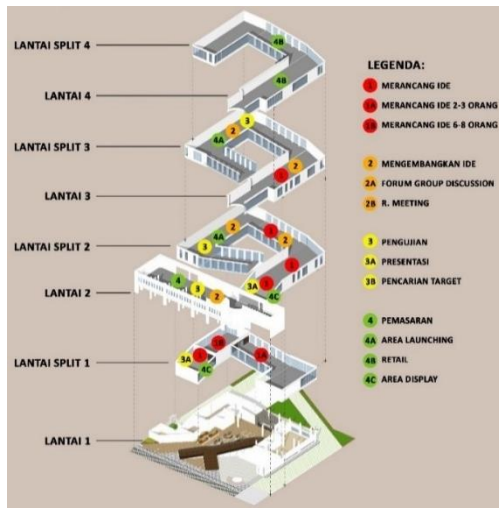 LANTAI SPLIT 4
LANTAI 4
LANTAI SPLIT 3
LANTAI 3
LANTAI SPLIT 2
LANTAI 2
LANTAI SPLIT 1
LANTAI 1
4B
4B
3
2
4A
2
1
2
4A
3
1
2
1
1
3A
4C
4
3
2
1B
1
3A
4C
1A
LEGENDA:
1 MERANCANG IDE
1A MERANCANG IDE 2-3 ORANG
1B MERANCANG IDE 6-8 ORANG
2 MENGEMBANGKAN IDE
2A FORUM GROUP DISCUSSION
2B R. MEETING
3 PENGUJIAN
3A PRESENTASI
3B PENCARIAN TARGET
4 PEMASARAN
4A AREA LAUNCHING
4B RETAIL
4C AREA DISPLAY